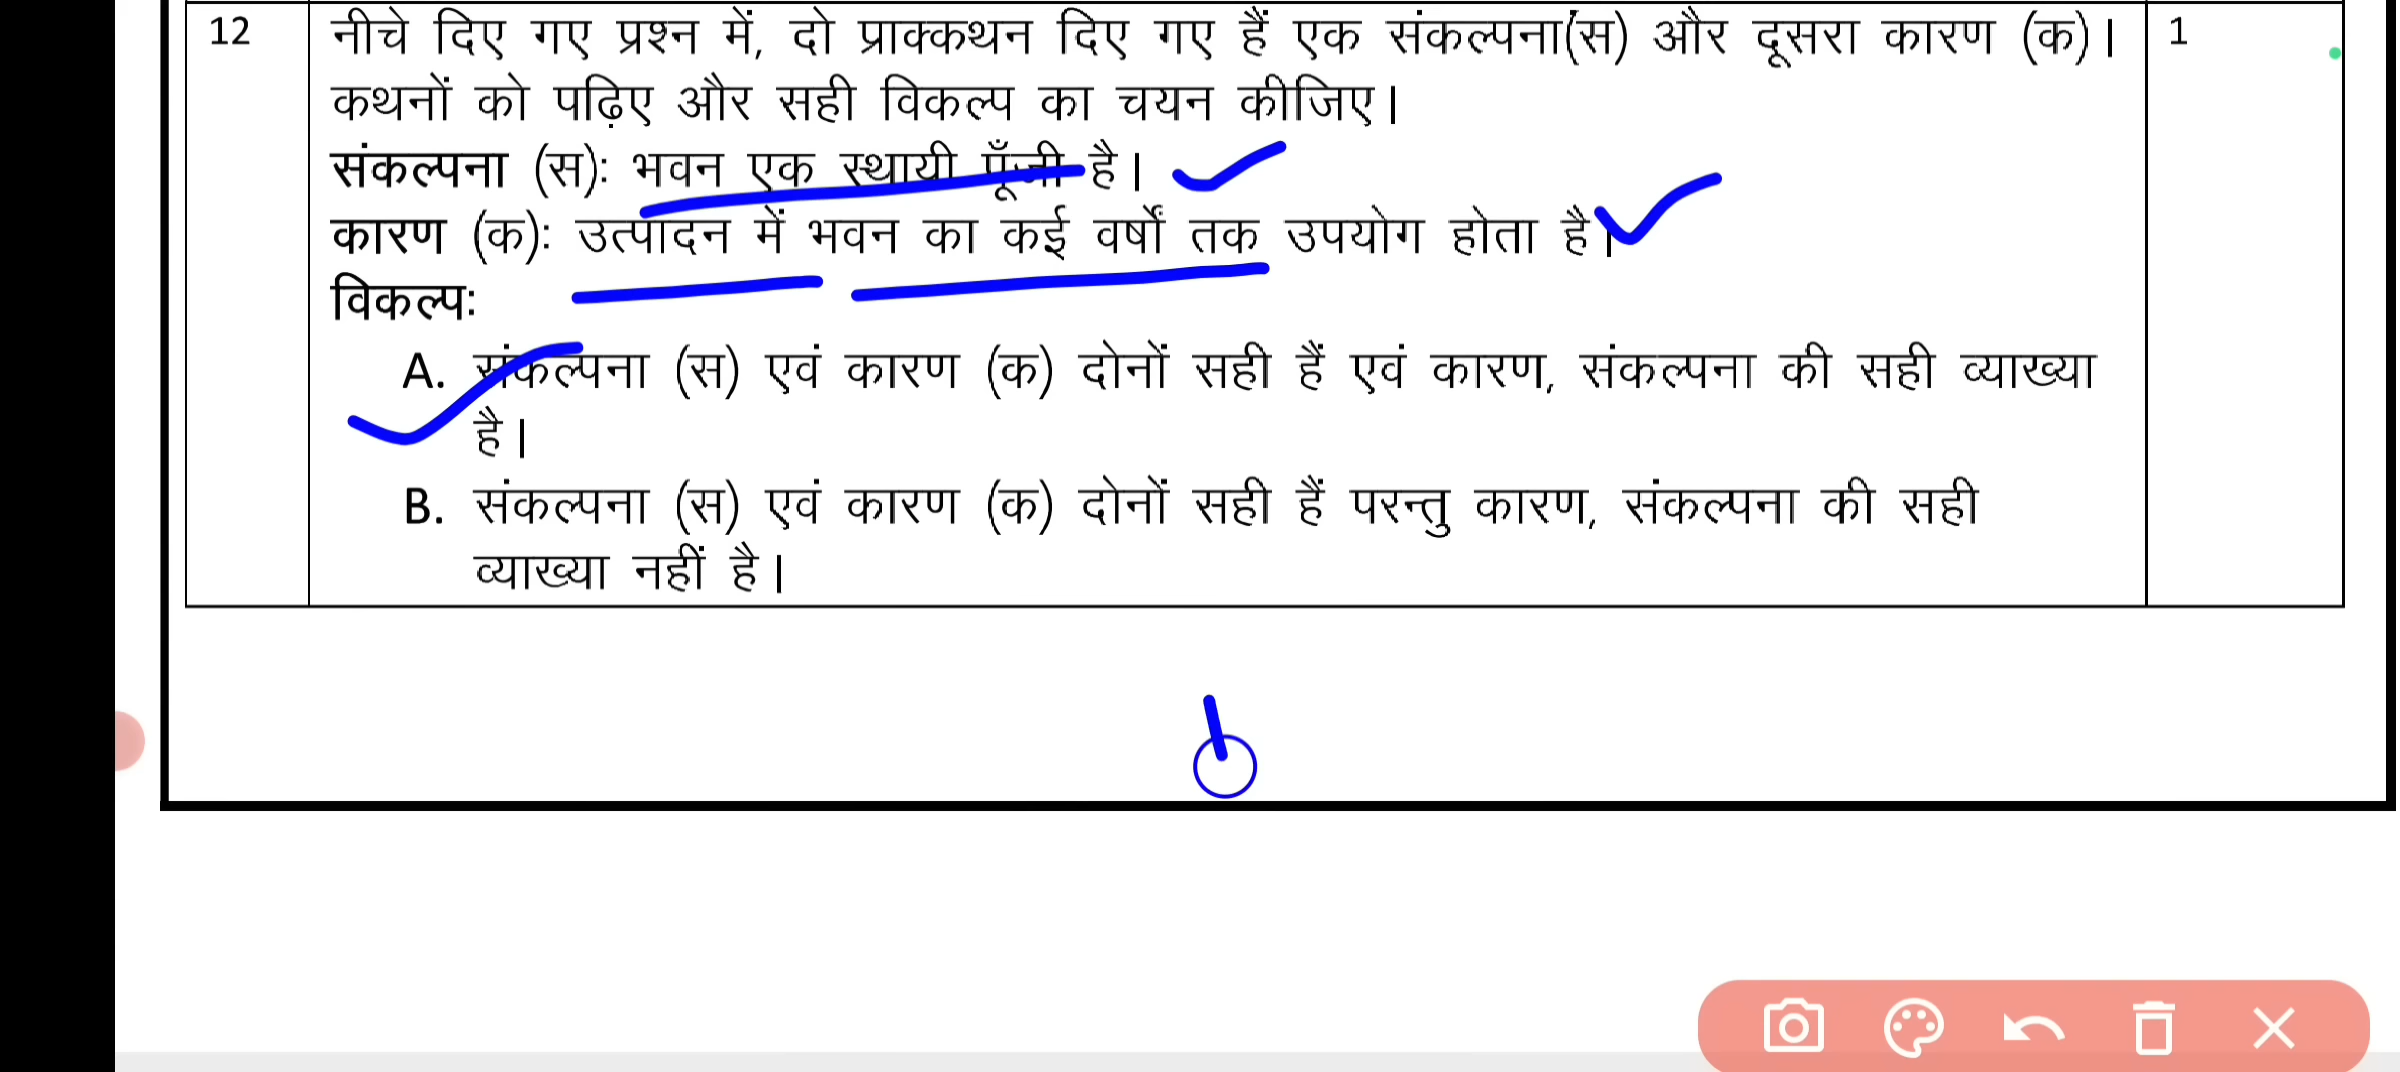 12 नीचे दिए गए प्रश्न में, दो प्राक्कथन दिए गए हैं एक संकल्पना(स) और दूसरा कारण (क)। 1
कथनों को पढ़िए और सही विकल्प का चयन कीजिए।
संकल्पना (स): भवन एक स्थायी पूँजी है।
कारण (क): उत्पादन में भवन का कई वर्षों तक उपयोग होता है।
विकल्प:
A. संकल्पना (स) एवं कारण (क) दोनों सही हैं एवं कारण, संकल्पना की सही व्याख्या
है।
B. संकल्पना (स) एवं कारण (क) दोनों सही हैं परन्तु कारण, संकल्पना की सही
व्याख्या नहीं है।